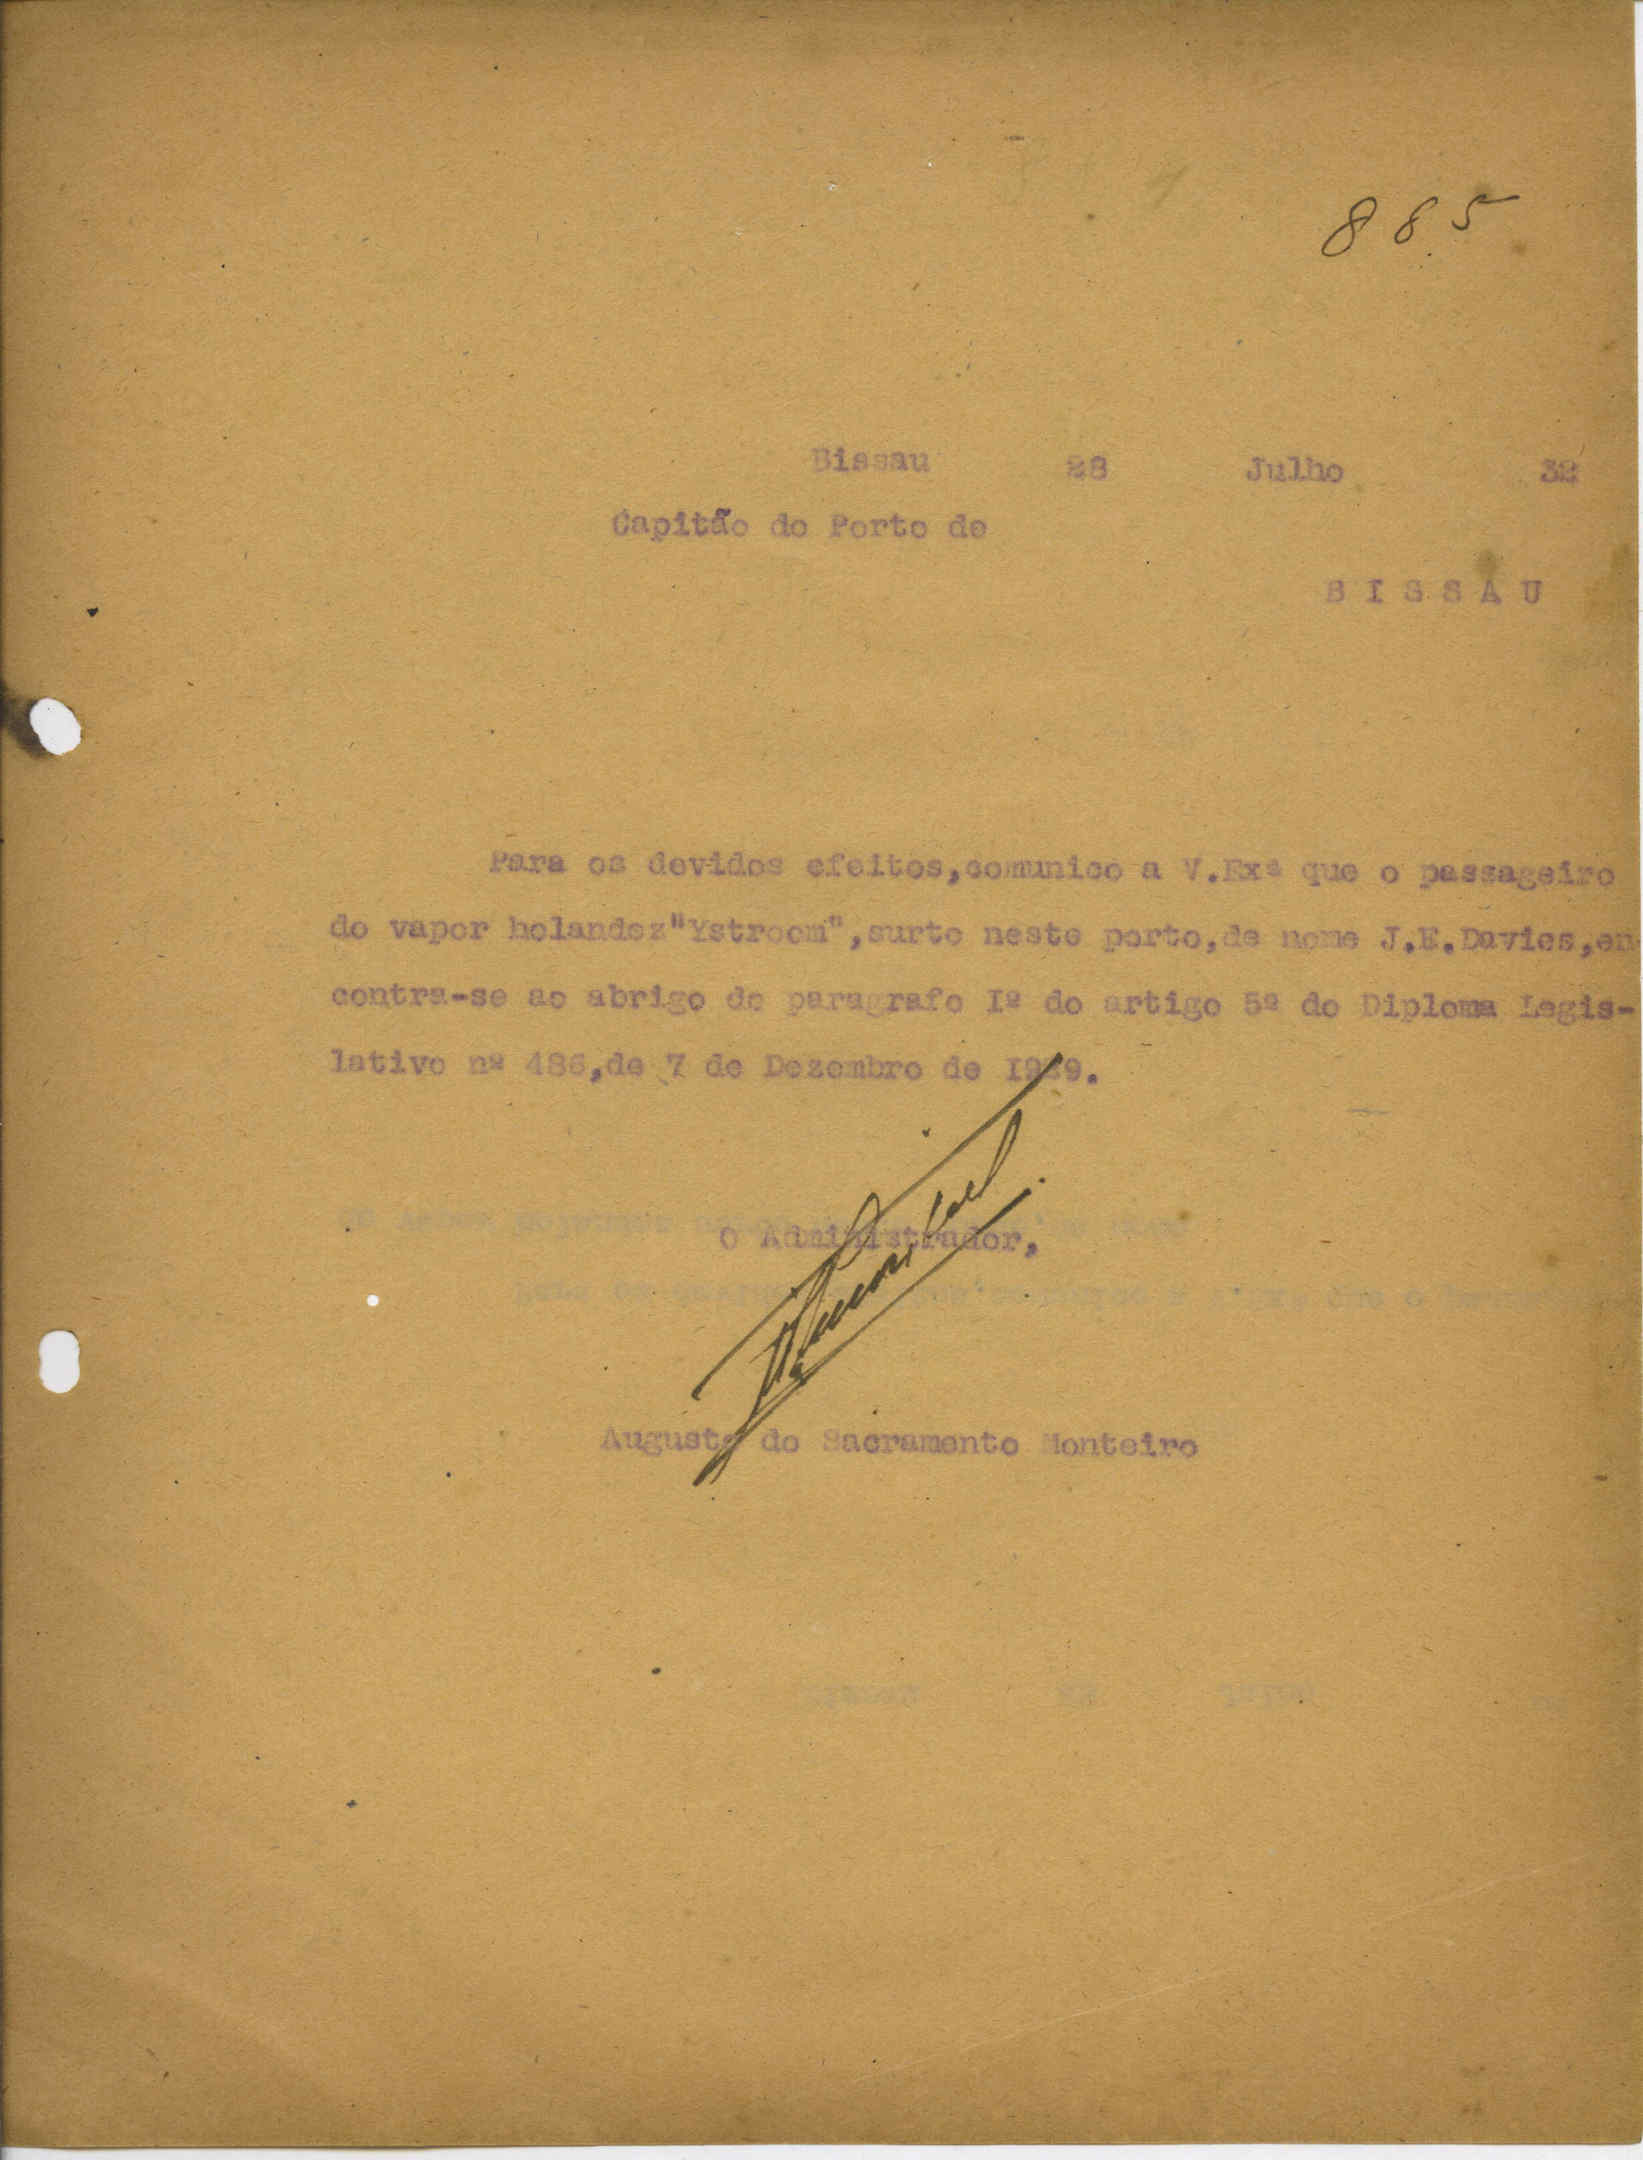 885
Bissau 28 Julho 32
Capitão do Porto de
BISSAU
Para os devidos efeitos,comunico a V.Exª que o passageiro
do vapor holandez"Ystroom",surto neste porto,de nome J.E.Davies,en-
contra-se ao abrigo do paragrafo Iº do artigo 5º do Diploma Legis-
lativo nº 486,de 7 de Dezembro de 1929.
O Administrador,
Augusto do Sacramento Monteiro